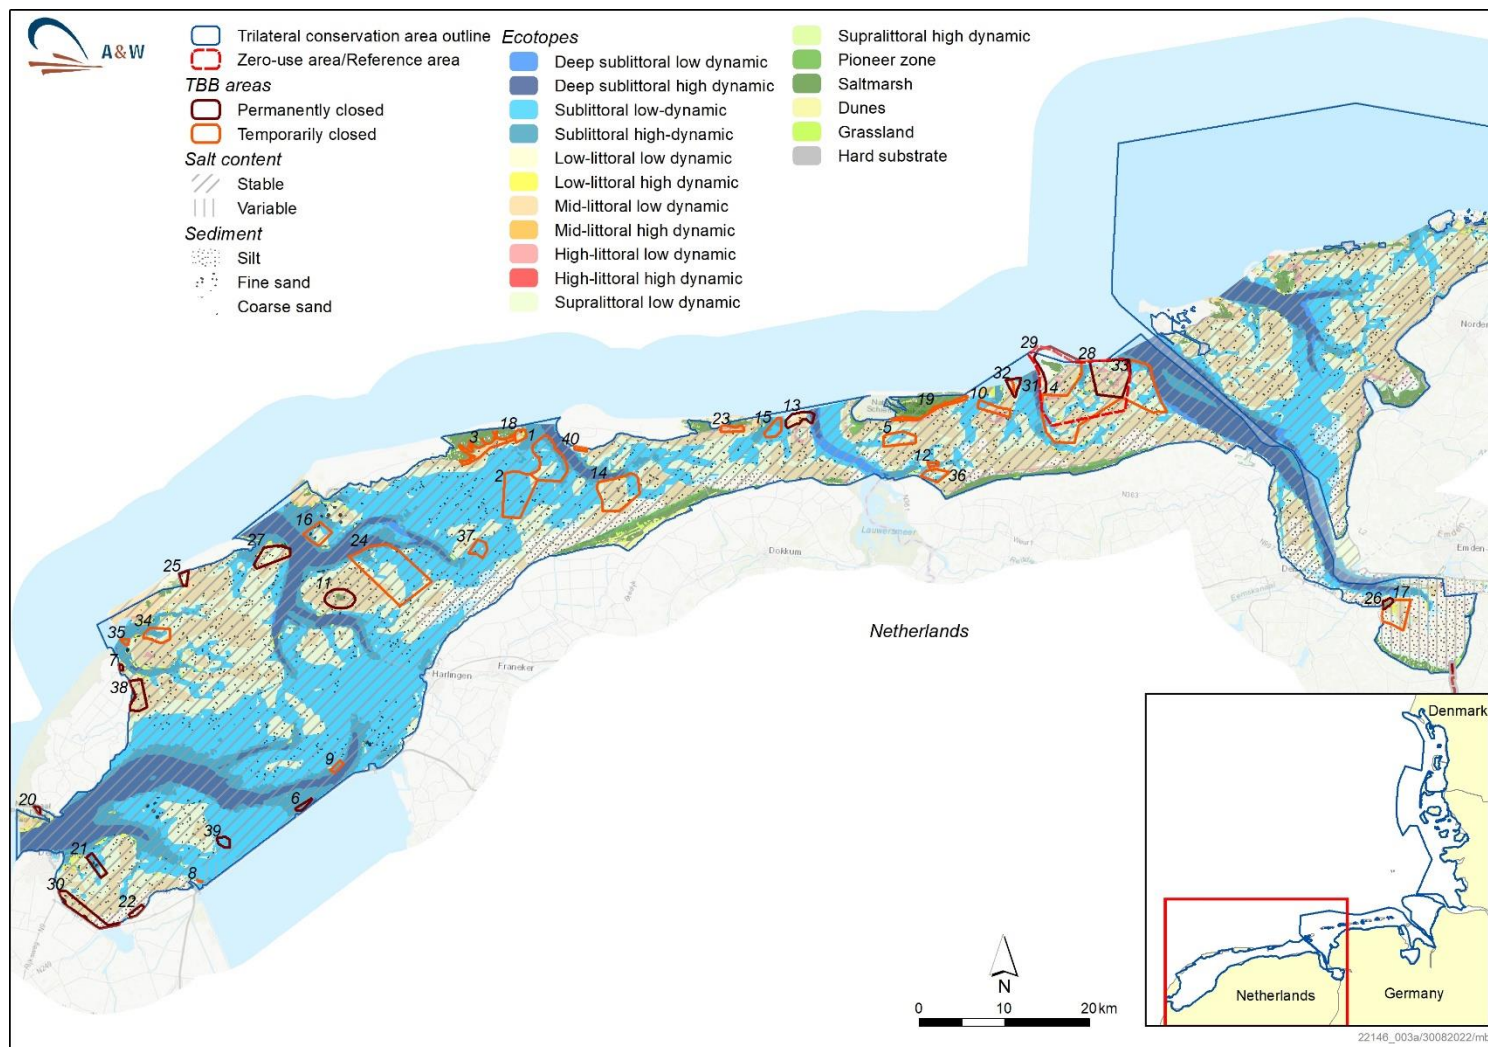 A&W
Trilateral conservation area outline
Zero-use area/Reference area
TBB areas
Permanently closed
Temporarily closed
Salt content
Stable
Variable
Sediment
Silt
Fine sand
Coarse sand
Ecotopes
Deep sublittoral low dynamic
Deep sublittoral high dynamic
Sublittoral low-dynamic
Sublittoral high-dynamic
Low-littoral low dynamic
Low-littoral high dynamic
Mid-littoral low dynamic
Mid-littoral high dynamic
High-littoral low dynamic
High-littoral high dynamic
Supralittoral low dynamic
Supralittoral high dynamic
Pioneer zone
Saltmarsh
Dunes
Grassland
Hard substrate
29
28
33
32
31
4
10
19
5
12
36
13
15
23
40
14
18
1
3
2
37
16
24
27
11
25
34
35
7
38
9
6
20
39
21
8
30
22
26
17
Norden
Emden
Emden
Lauwersmeer
Dokkum
N361
N363
Franeker
Harlingen
Netherlands
N
0 10 20 km
Denmark
Netherlands
Germany
22146_003a/30082022/mb